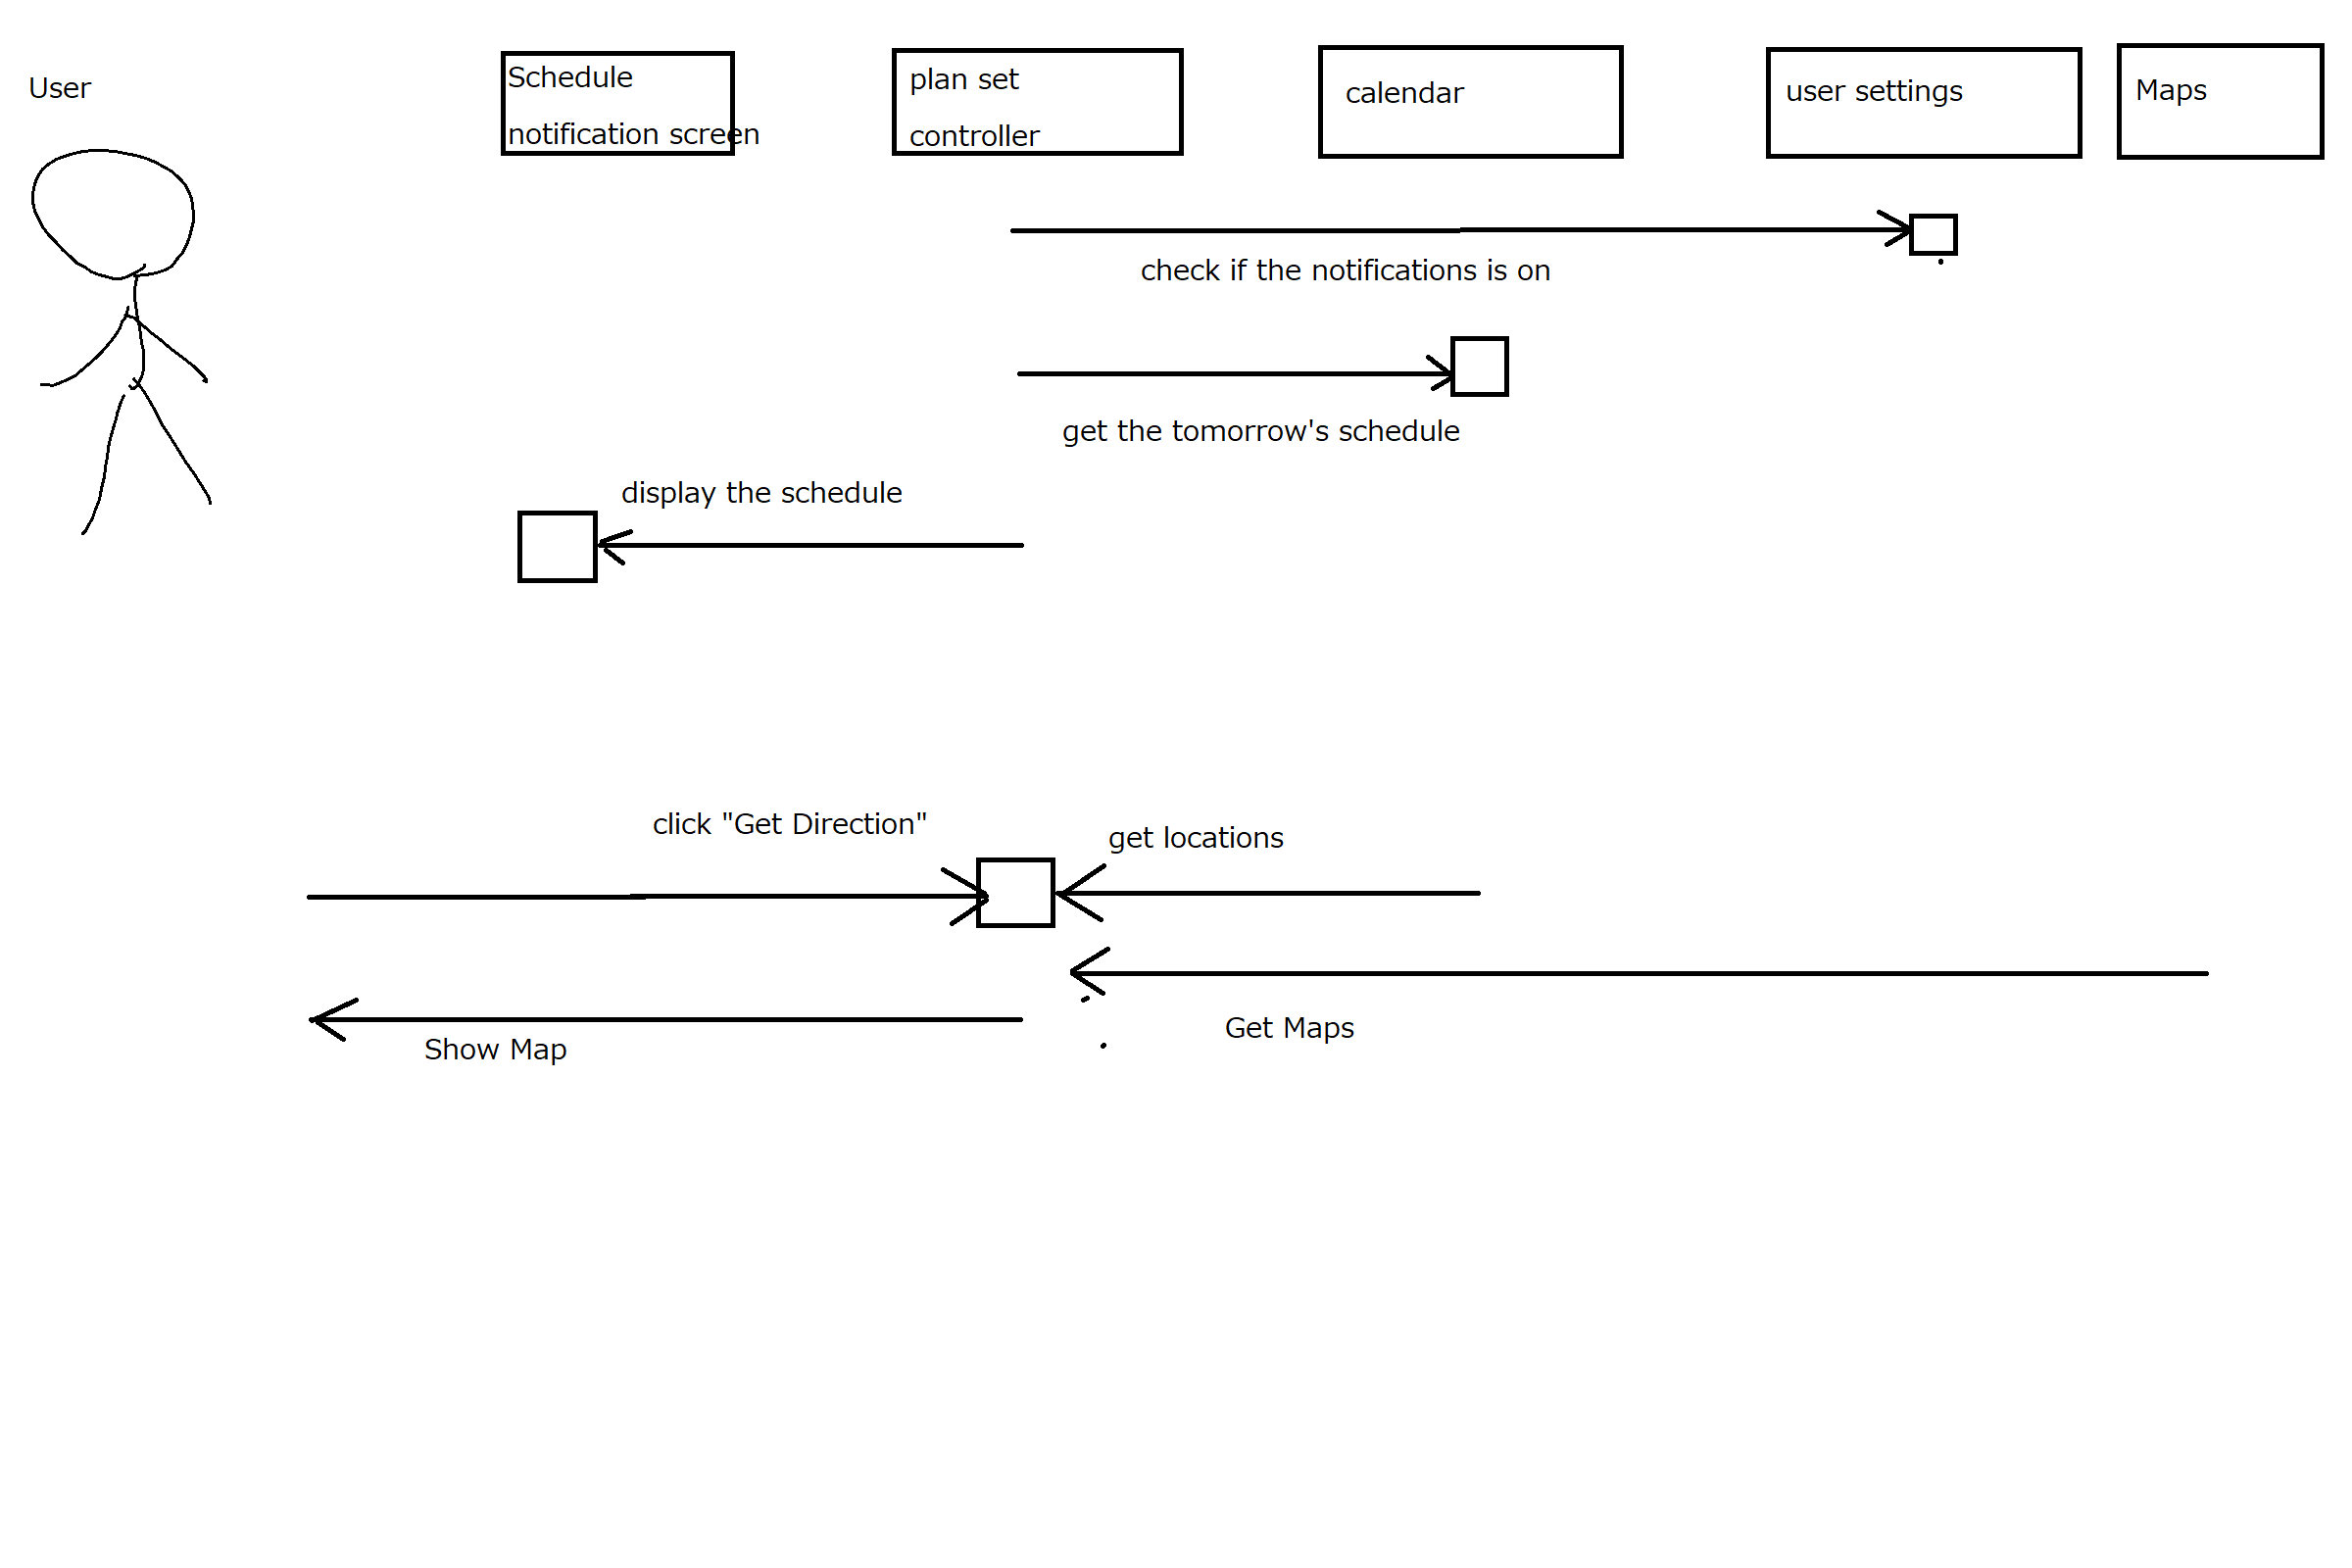 User
Schedule
notification screen
plan set
controller
calendar
user settings
Maps
check if the notifications is on
get the tomorrow's schedule
display the schedule
click "Get Direction"
get locations
Get Maps
Show Map